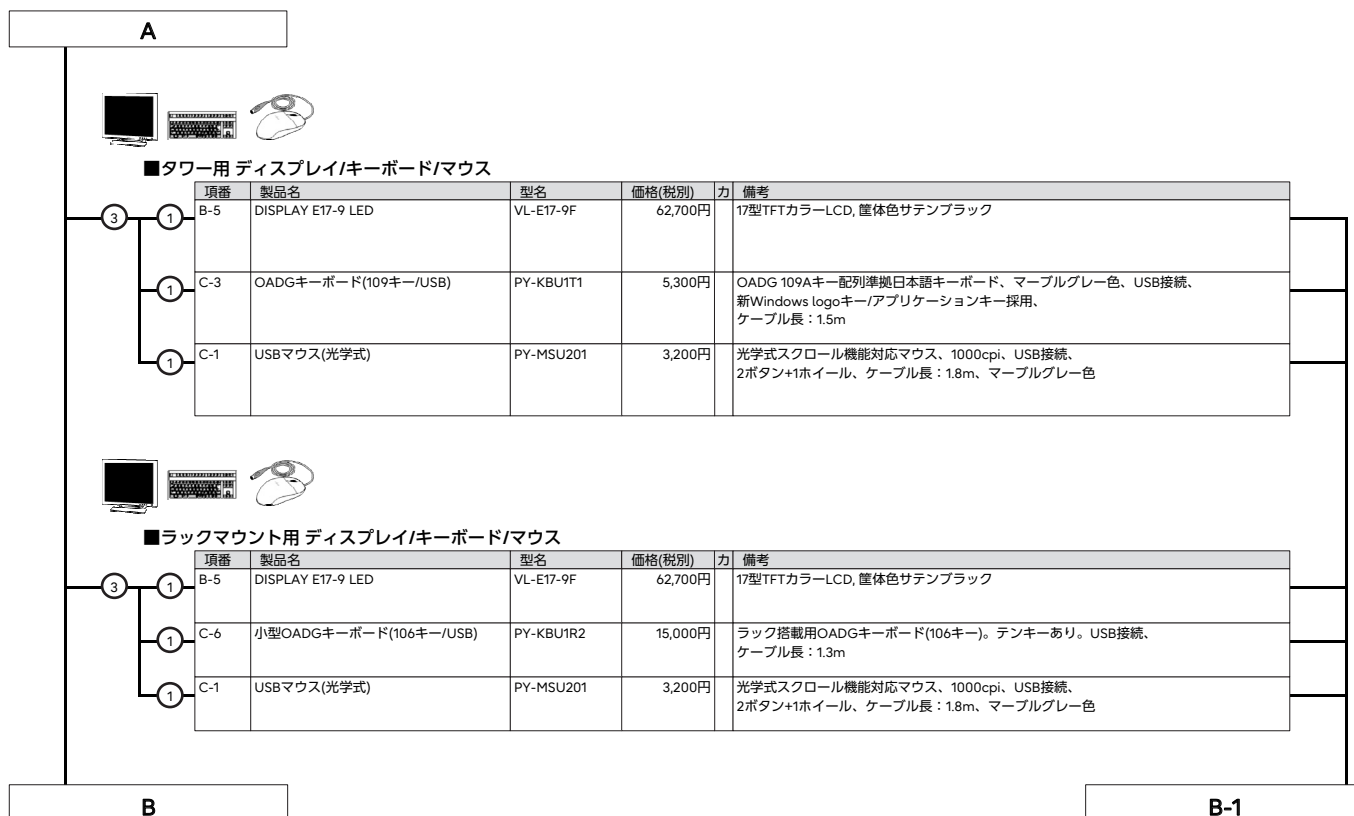 A
■タワー用 ディスプレイ/キーボード/マウス
項番 製品名 型名 価格(税別) カ 備考
3 1 B-5 DISPLAY E17-9 LED VL-E17-9F 62,700円 17型TFTカラーLCD, 筐体色サテンブラック
1 C-3 OADGキーボード(109キー/USB) PY-KBU1T1 5,300円 OADG 109Aキー配列準拠日本語キーボード、マーブルグレー色、USB接続、
新Windows logoキー/アプリケーションキー採用、
ケーブル長：1.5m
1 C-1 USBマウス(光学式) PY-MSU201 3,200円 光学式スクロール機能対応マウス、1000cpi、USB接続、
2ボタン+1ホイール、ケーブル長：1.8m、マーブルグレー色
■ラックマウント用 ディスプレイ/キーボード/マウス
項番 製品名 型名 価格(税別) カ 備考
3 1 B-5 DISPLAY E17-9 LED VL-E17-9F 62,700円 17型TFTカラーLCD, 筐体色サテンブラック
1 C-6 小型OADGキーボード(106キー/USB) PY-KBU1R2 15,000円 ラック搭載用OADGキーボード(106キー)。テンキーあり。USB接続、
ケーブル長：1.3m
1 C-1 USBマウス(光学式) PY-MSU201 3,200円 光学式スクロール機能対応マウス、1000cpi、USB接続、
2ボタン+1ホイール、ケーブル長：1.8m、マーブルグレー色
B B-1